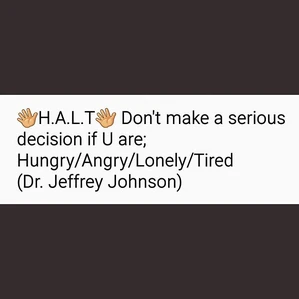 👋H.A.L.T👋 Don't make a serious
decision if U are;
Hungry/Angry/Lonely/Tired
(Dr. Jeffrey Johnson)